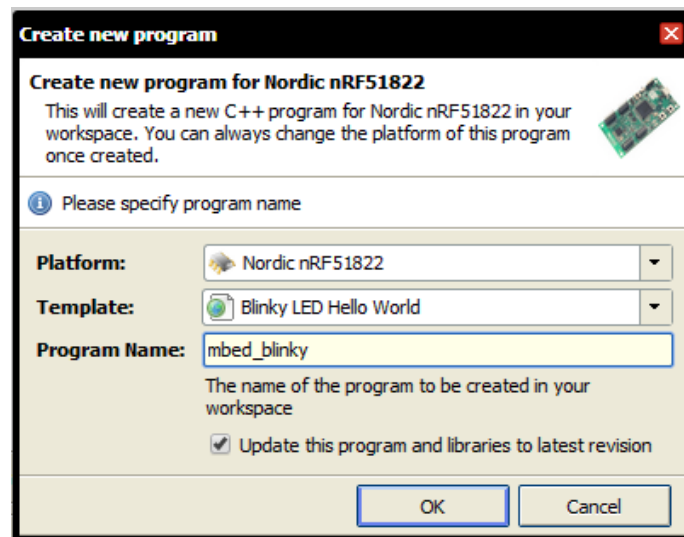 Create new program
Create new program for Nordic nRF51822
This will create a new C++ program for Nordic nRF51822 in your
workspace. You can always change the platform of this program
once created.
Please specify program name
Platform: Nordic nRF51822
Template: Blinky LED Hello World
Program Name: mbed_blinky
The name of the program to be created in your
workspace
Update this program and libraries to latest revision
OK Cancel